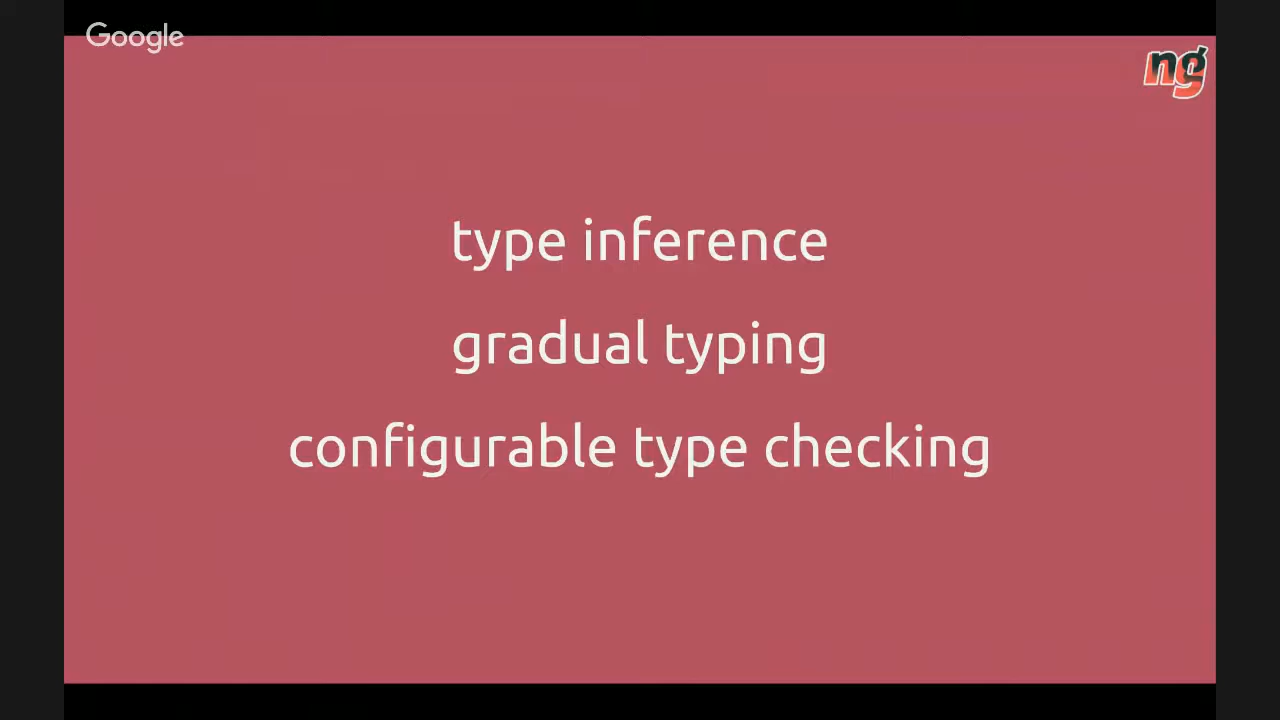 Google
ng
type inference
gradual typing
configurable type checking